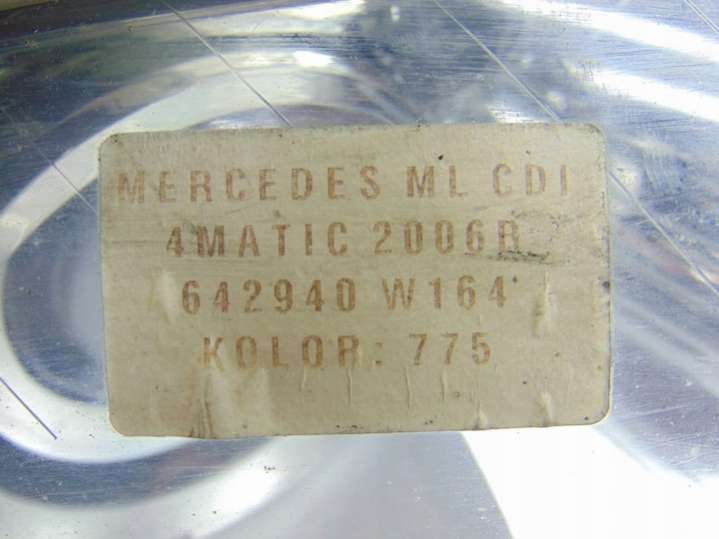 MERCEDES ML CDI
4MATIC 2006R
642940 W164
KOLOR: 775